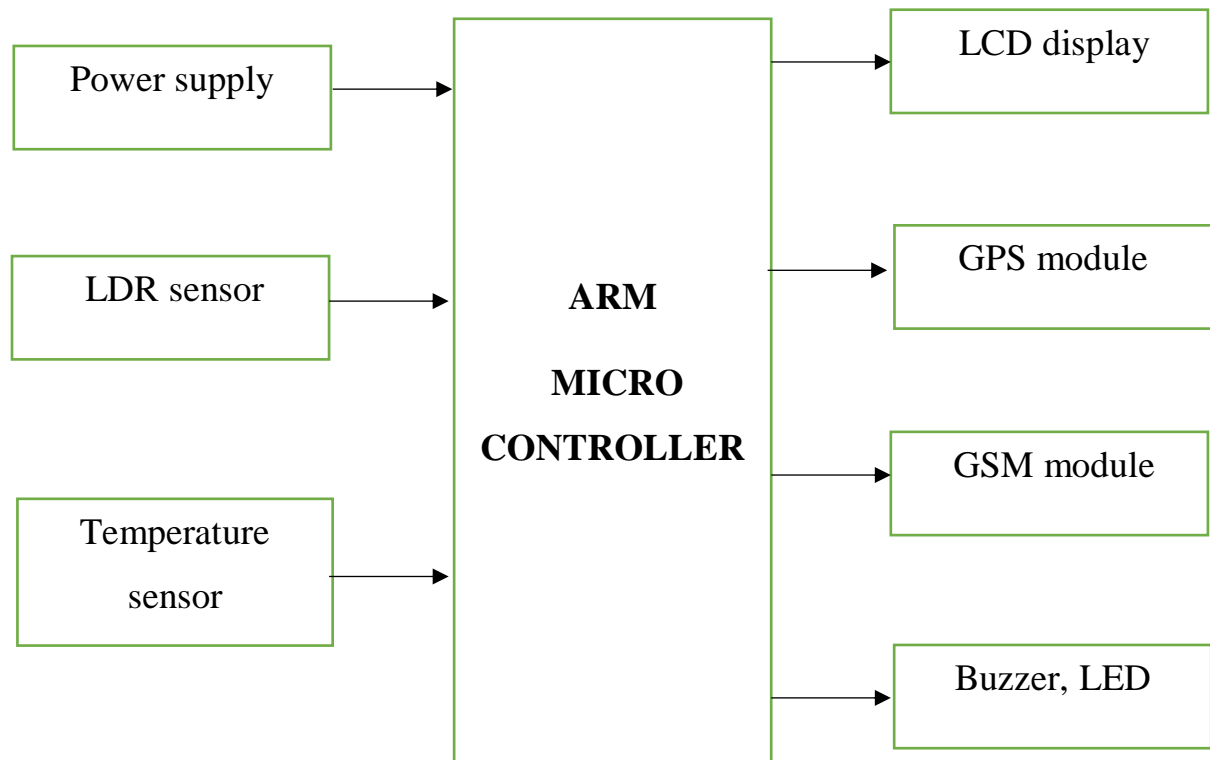 Power supply
LDR sensor
Temperature
sensor
ARM
MICRO
CONTROLLER
LCD display
GPS module
GSM module
Buzzer, LED